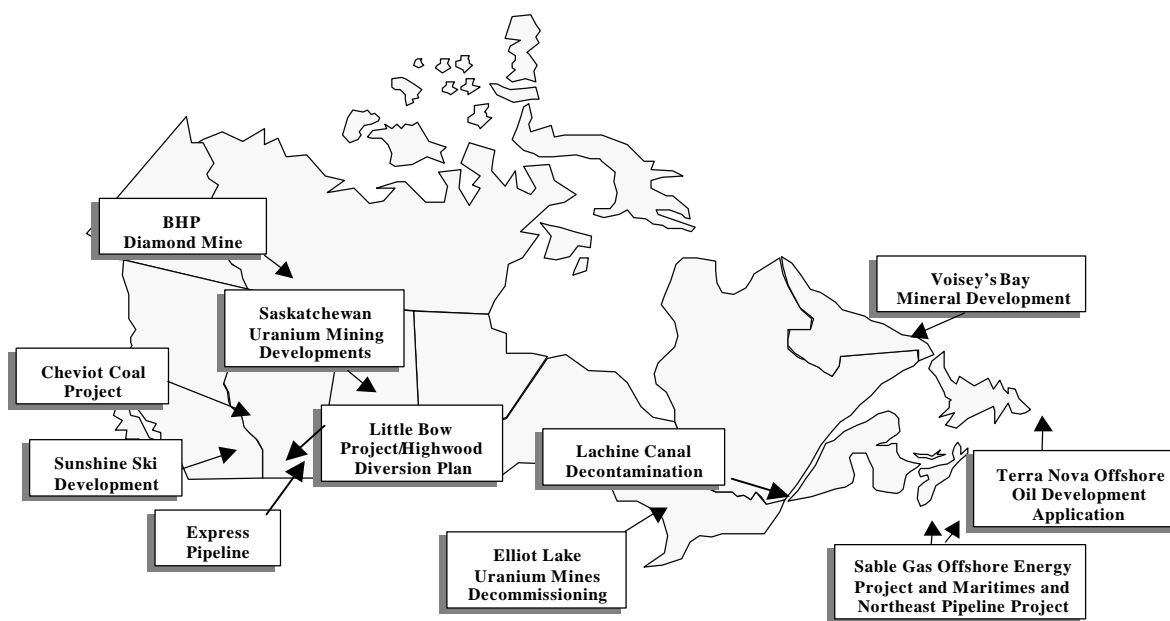 BHP
Diamond Mine
Voisey's Bay
Mineral Development
Saskatchewan
Uranium Mining
Developments
Cheviot Coal
Project
Little Bow
Project/Highwood
Diversion Plan
Lachine Canal
Decontamination
Sunshine Ski
Development
Terra Nova Offshore
Oil Development
Application
Express
Pipeline
Elliot Lake
Uranium Mines
Decommissioning
Sable Gas Offshore Energy
Project and Maritimes and
Northeast Pipeline Project